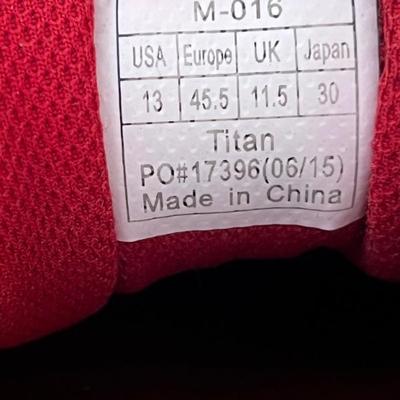 M-016
USA Europe UK Japan
13 45.5 11.5 30
Titan
PO#17396(06/15)
Made in China